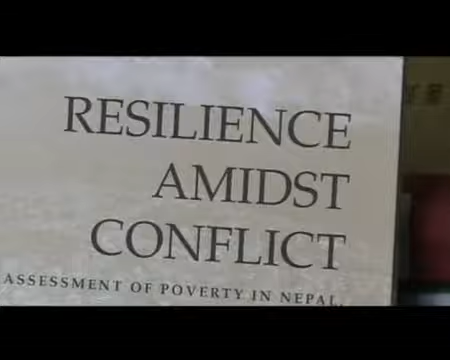 RESILIENCE
AMIDST
CONFLICT
ASSESSMENT OF POVERTY IN NEPAL,